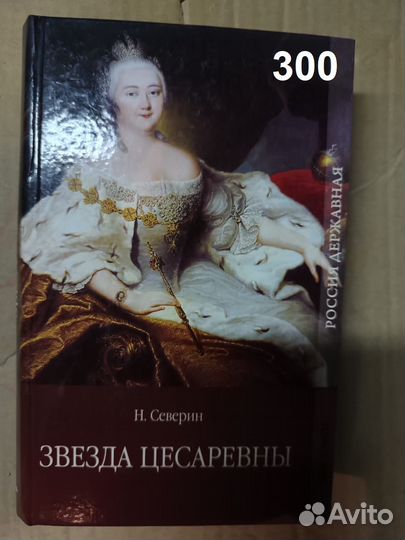 300
РОССИЯ ДЕРЖАВНАЯ
Н. Северин
ЗВЕЗДА ЦЕСАРЕВНЫ
Avito